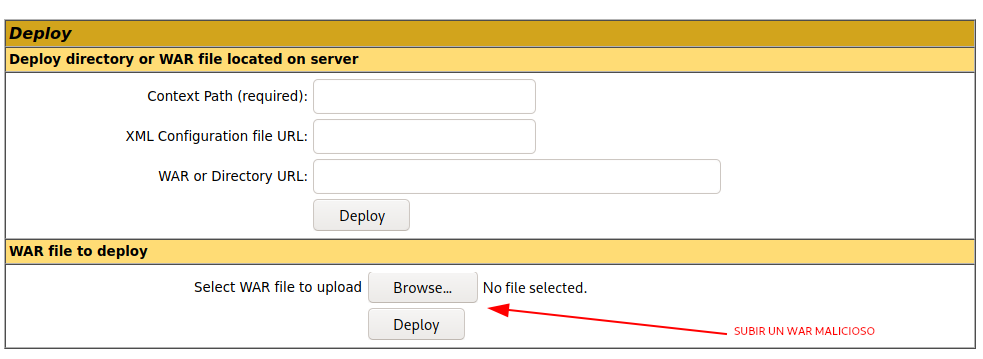 Deploy
Deploy directory or WAR file located on server
Context Path (required):
XML Configuration file URL:
WAR or Directory URL:
Deploy
WAR file to deploy
Select WAR file to upload Browse... No file selected.
Deploy
SUBIR UN WAR MALICIOSO